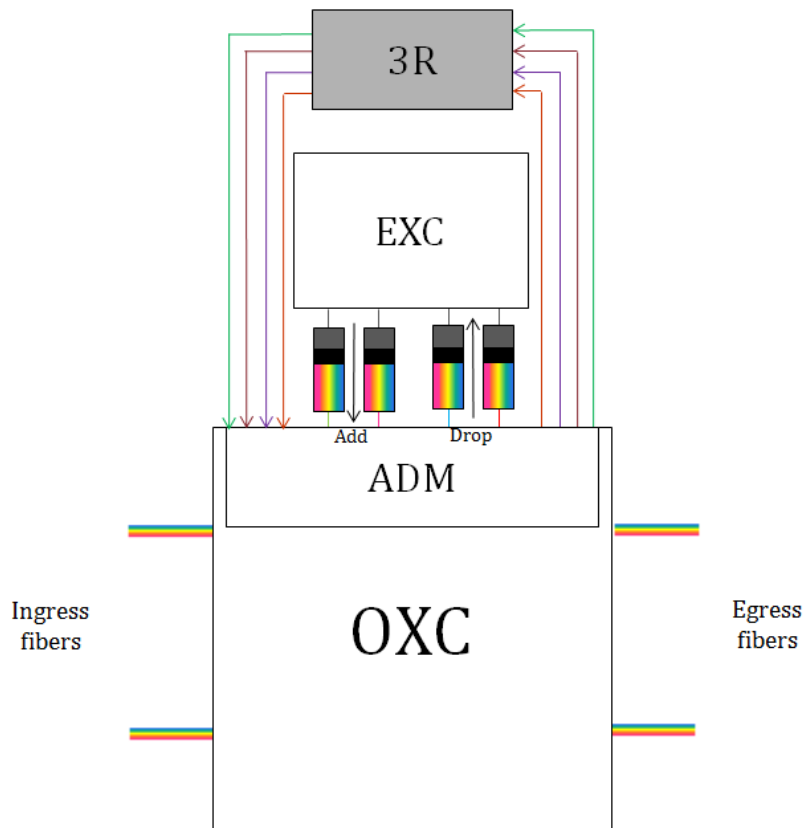 3R
EXC
Add
Drop
ADM
Ingress
fibers
OXC
Egress
fibers